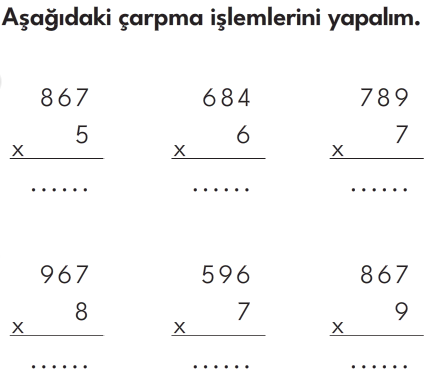 Aşağıdaki çarpma işlemlerini yapalım.
867 684 789
x 5 x 6 x 7
...... ...... ......
967 596 867
x 8 x 7 x 9
...... ...... ......